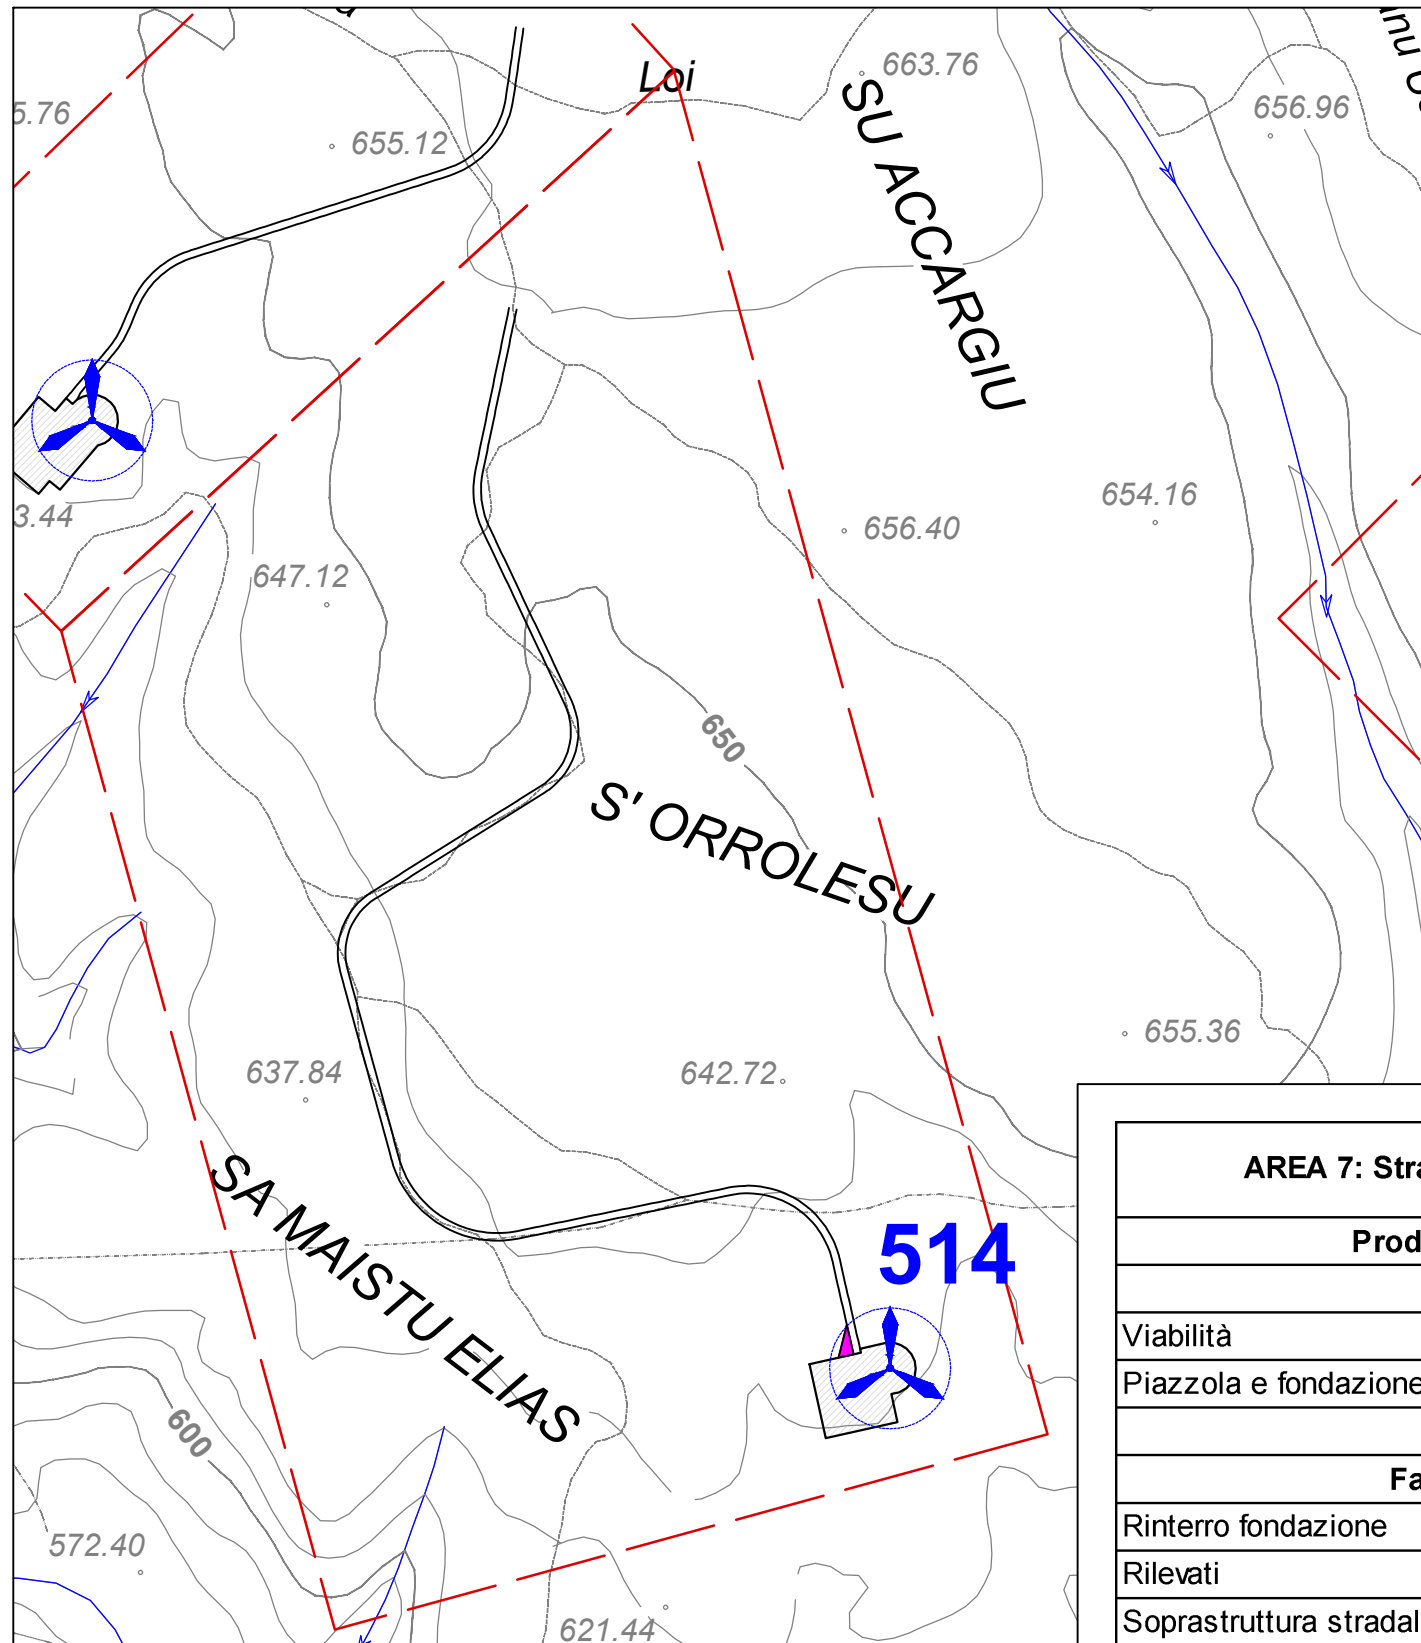 Loi
663.76
656.96
5.76
655.12
SU ACCARGIU
3.44
654.16
656.40
647.12
650
S' ORROLESU
655.36
637.84
642.72
SA MAISTU ELIAS
514
600
572.40
621.44
AREA 7: Stra
Prod
Viabilità
Piazzola e fondazione
Fa
Rinterro fondazione
Rilevati
Soprastruttura stradal